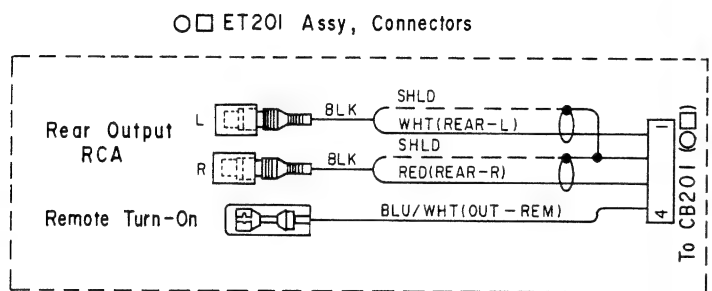 ○□ ET201 Assy, Connectors
Rear Output
RCA
L
BLK
SHLD
WHT(REAR-L)
R
BLK
SHLD
RED(REAR-R)
Remote Turn-On
BLU/WHT(OUT-REM)
1
4
To CB201 (○□)